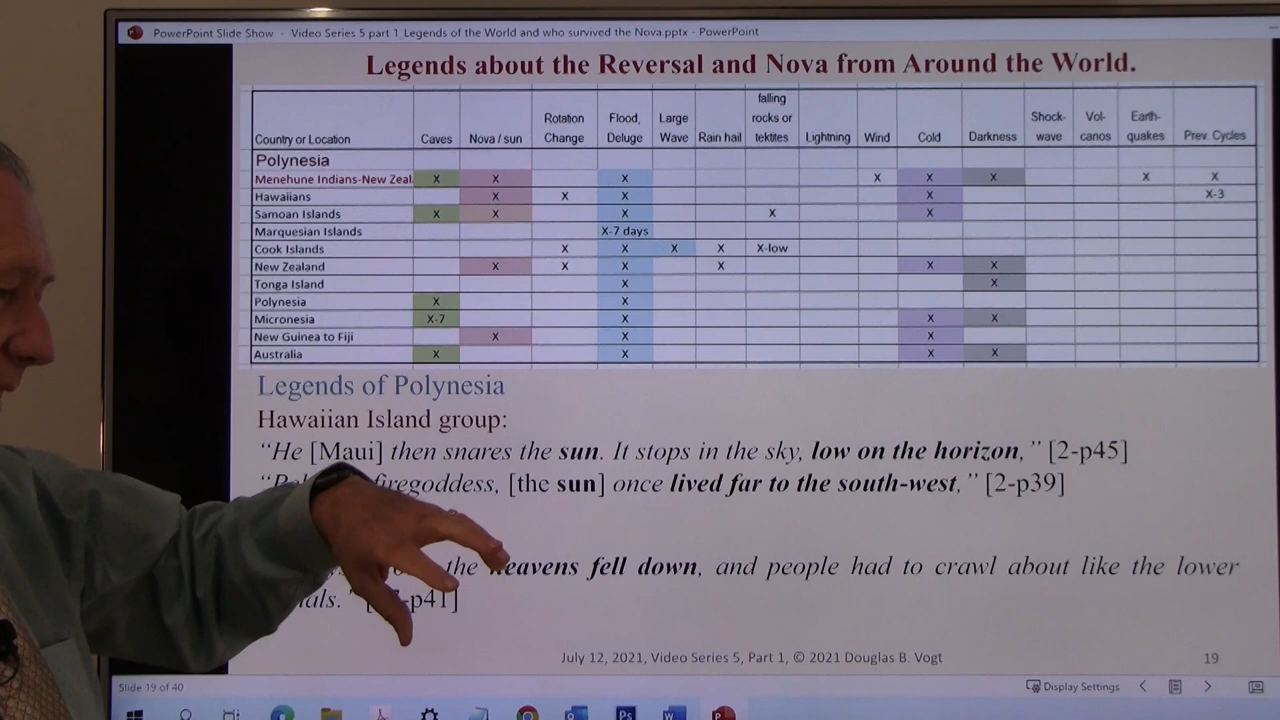 PowerPoint Slide Show - Video Series 5 part 1_Legends of the World and who survived the Nova.pptx - PowerPoint
Legends about the Reversal and Nova from Around the World.
Country or Location Caves Nova / sun Rotation Change Flood, Deluge Large Wave Rain hail falling rocks or tektites Lightning Wind Cold Darkness Shock-wave Vol-canos Earth-quakes Prev. Cycles
Polynesia
Menehune Indians-New Zeal X X X X X X X X
Hawaiians X X X X X-3
Samoan Islands X X X X X
Marquesian Islands X-7 days
Cook Islands X X X X X-low
New Zealand X X X X X X
Tonga Island X X
Polynesia X X
Micronesia X-7 X X X
New Guinea to Fiji X X X
Australia X X X X
Legends of Polynesia
Hawaiian Island group:
“He [Maui] then snares the sun. It stops in the sky, low on the horizon,” [2-p45]
firegoddess, [the sun] once lived far to the south-west,” [2-p39]
the heavens fell down, and people had to crawl about like the lower
p41]
July 12, 2021, Video Series 5, Part 1, © 2021 Douglas B. Vogt 19
Slide 19 of 40 Display Settings